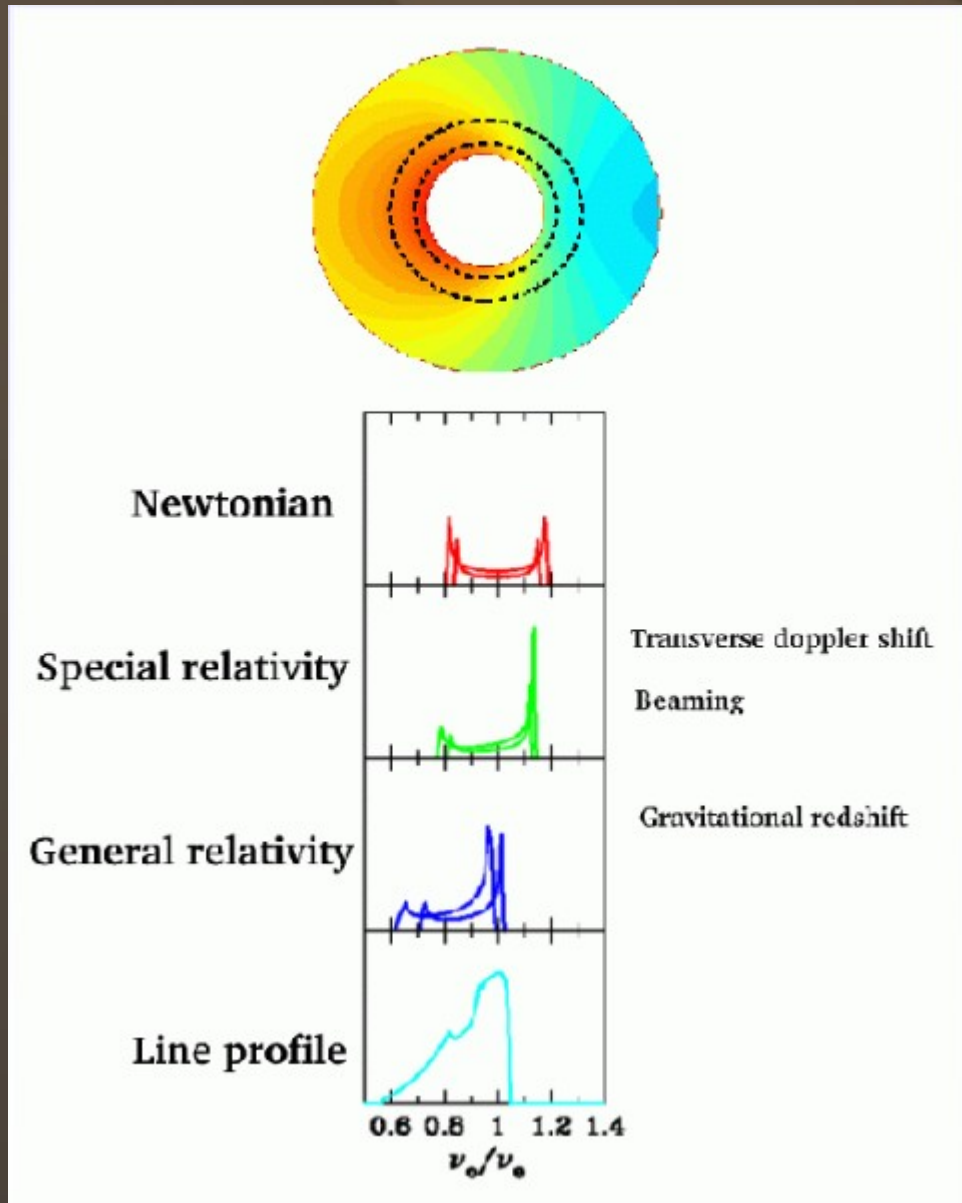 Newtonian
Special relativity
Transverse doppler shift
Beaming
General relativity
Gravitational redshift
Line profile
0.6 0.8 1 1.2 1.4
νₒ/νₑ